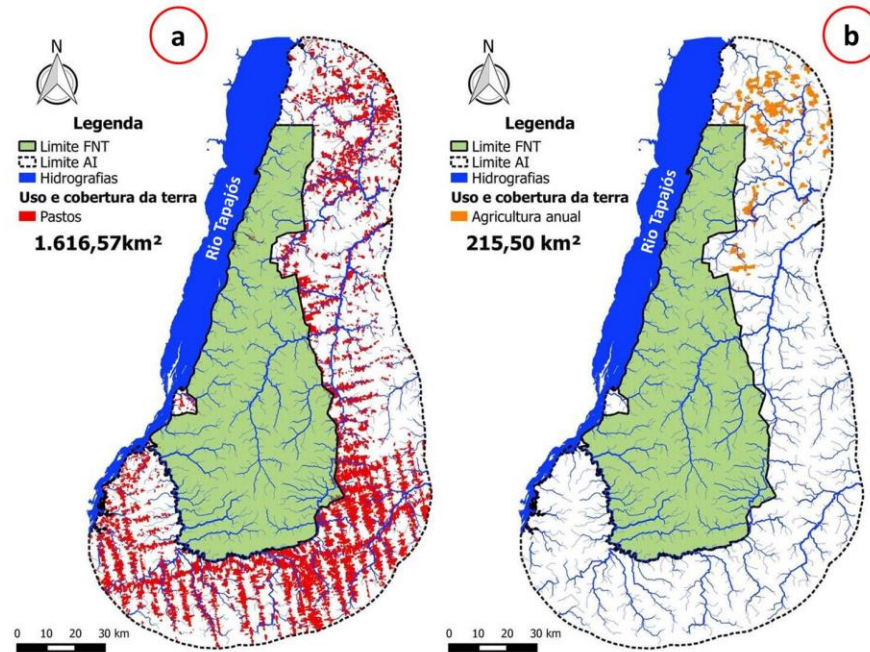 a
N
Legenda
Limite FNT
Limite AI
Hidrografias
Uso e cobertura da terra
Pastos
1.616,57km²
Rio Tapajós
0 10 20 30 km
b
N
Legenda
Limite FNT
Limite AI
Hidrografias
Uso e cobertura da terra
Agricultura anual
215,50 km²
Rio Tapajós
0 10 20 30 km